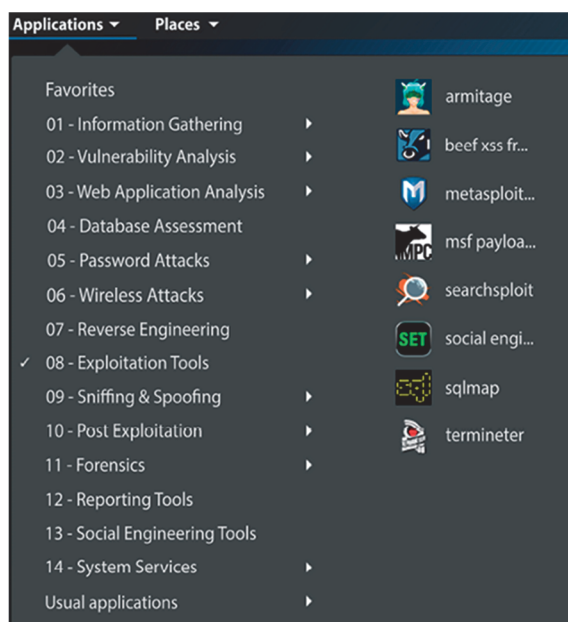 Applications Places
Favorites
01 - Information Gathering
02 - Vulnerability Analysis
03 - Web Application Analysis
04 - Database Assessment
05 - Password Attacks
06 - Wireless Attacks
07 - Reverse Engineering
08 - Exploitation Tools
09 - Sniffing & Spoofing
10 - Post Exploitation
11 - Forensics
12 - Reporting Tools
13 - Social Engineering Tools
14 - System Services
Usual applications
armitage
beef xss fr...
M metasploit...
MPC msf payloa...
searchsploit
SET social engi...
sql sqlmap
termineter